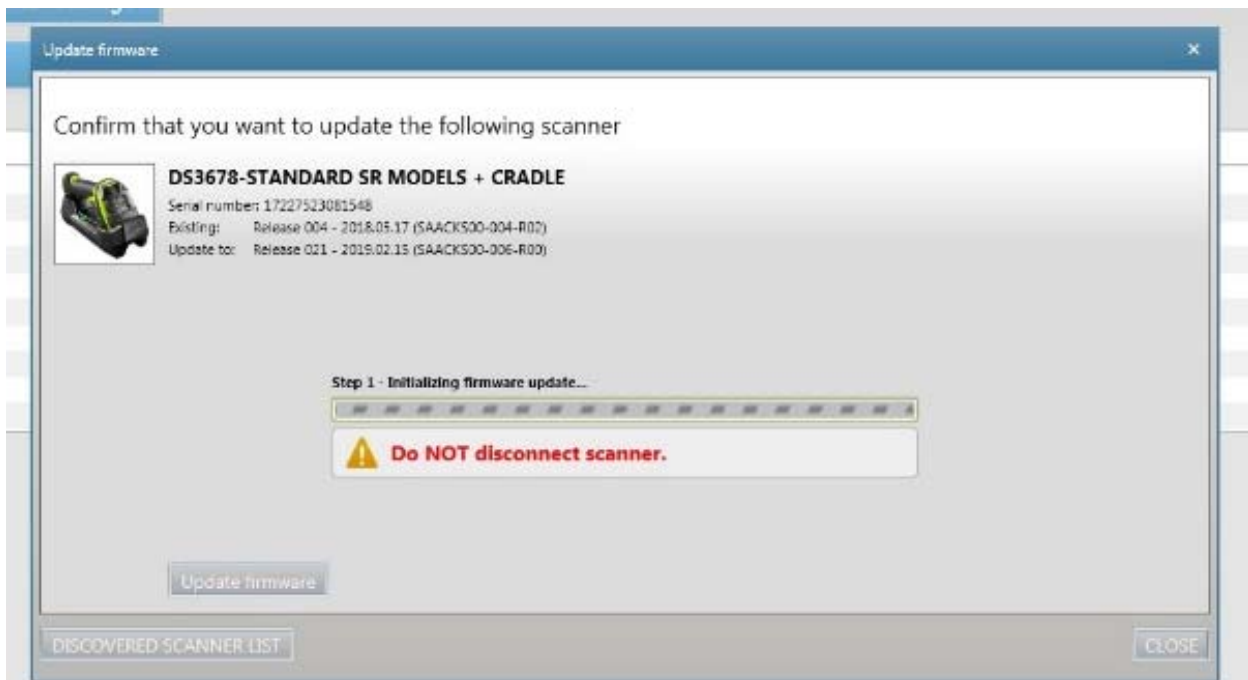 Update firmware
Confirm that you want to update the following scanner
DS3678-STANDARD SR MODELS + CRADLE
Serial number: 17227523081548
Existing: Release 004 - 2018.05.17 (SAACKS00-004-R02)
Update to: Release 021 - 2019.02.15 (SAACKS00-006-R00)
Step 1 - Initializing firmware update...
Do NOT disconnect scanner.
Update firmware
DISCOVERED SCANNER LIST
CLOSE